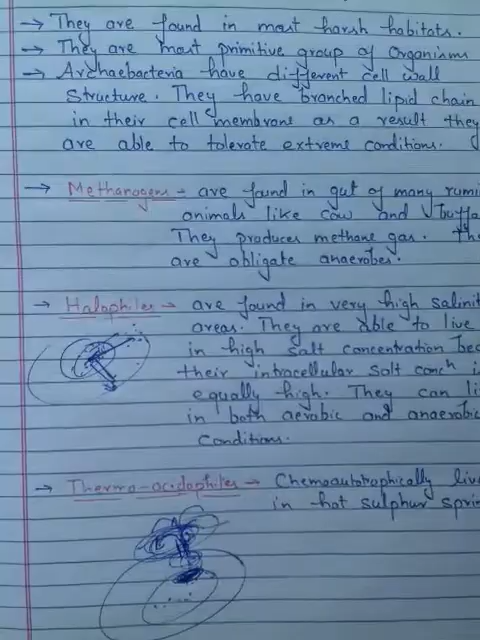 → They are found in most harsh habitats.
→ They are most primitive group of Organisms
→ Archaebacteria have different cell wall
structure. They have branched lipid chain
in their cell membrane as a result they
are able to tolerate extreme conditions.
→ Methanogens - are found in gut of many rumi
animals like cow and buffa
They produces methane gas. The
are obligate anaerobes.
→ Halophiles → are found in very high salinit
areas. They are able to live
in high salt concentration bec
their intracellular salt concⁿ i
equally high. They can li
in both aerobic and anaerobic
conditions.
→ Thermo-acidophiles → Chemoautotrophically live
in hot sulphur sprin